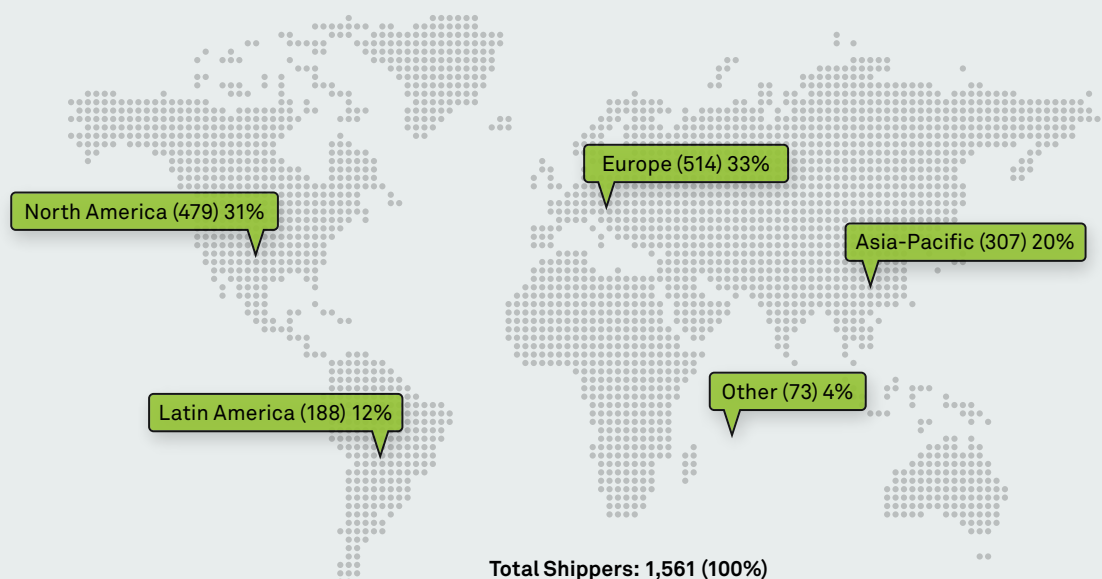 Europe (514) 33%
North America (479) 31%
Asia-Pacific (307) 20%
Other (73) 4%
Latin America (188) 12%
Total Shippers: 1,561 (100%)